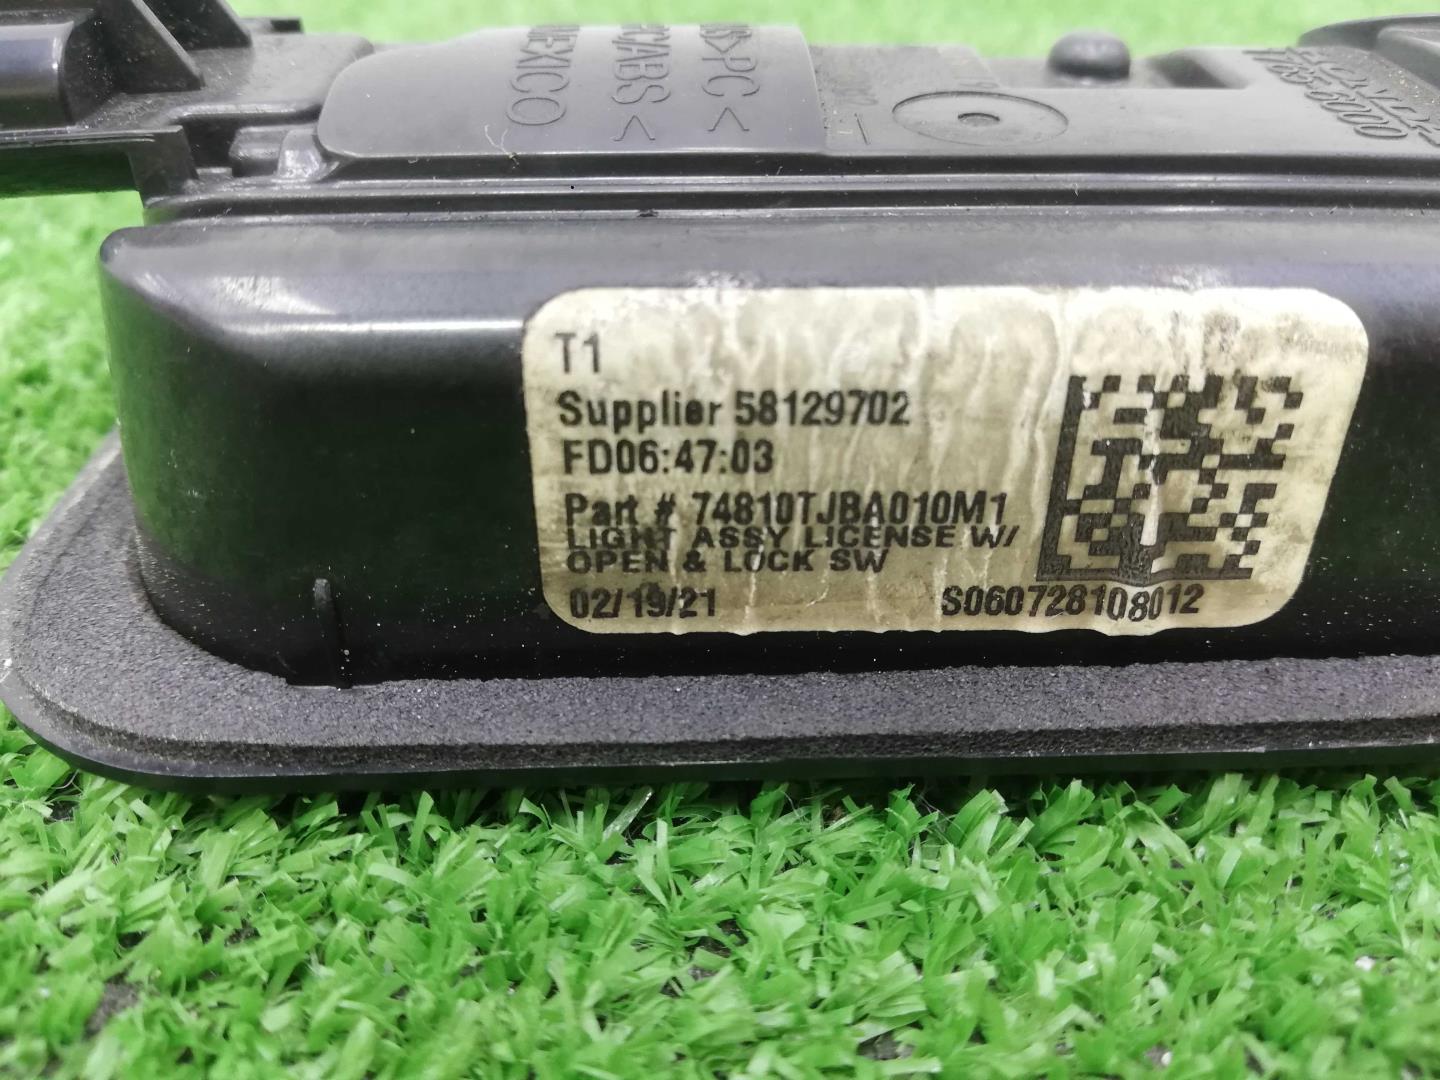 >PC<
ABS<
MEXICO
HONDA
T1
Supplier 58129702
FD06:47:03
Part # 74810TJBA010M1
LIGHT ASSY LICENSE W/
OPEN & LOCK SW
02/19/21
S060728108012